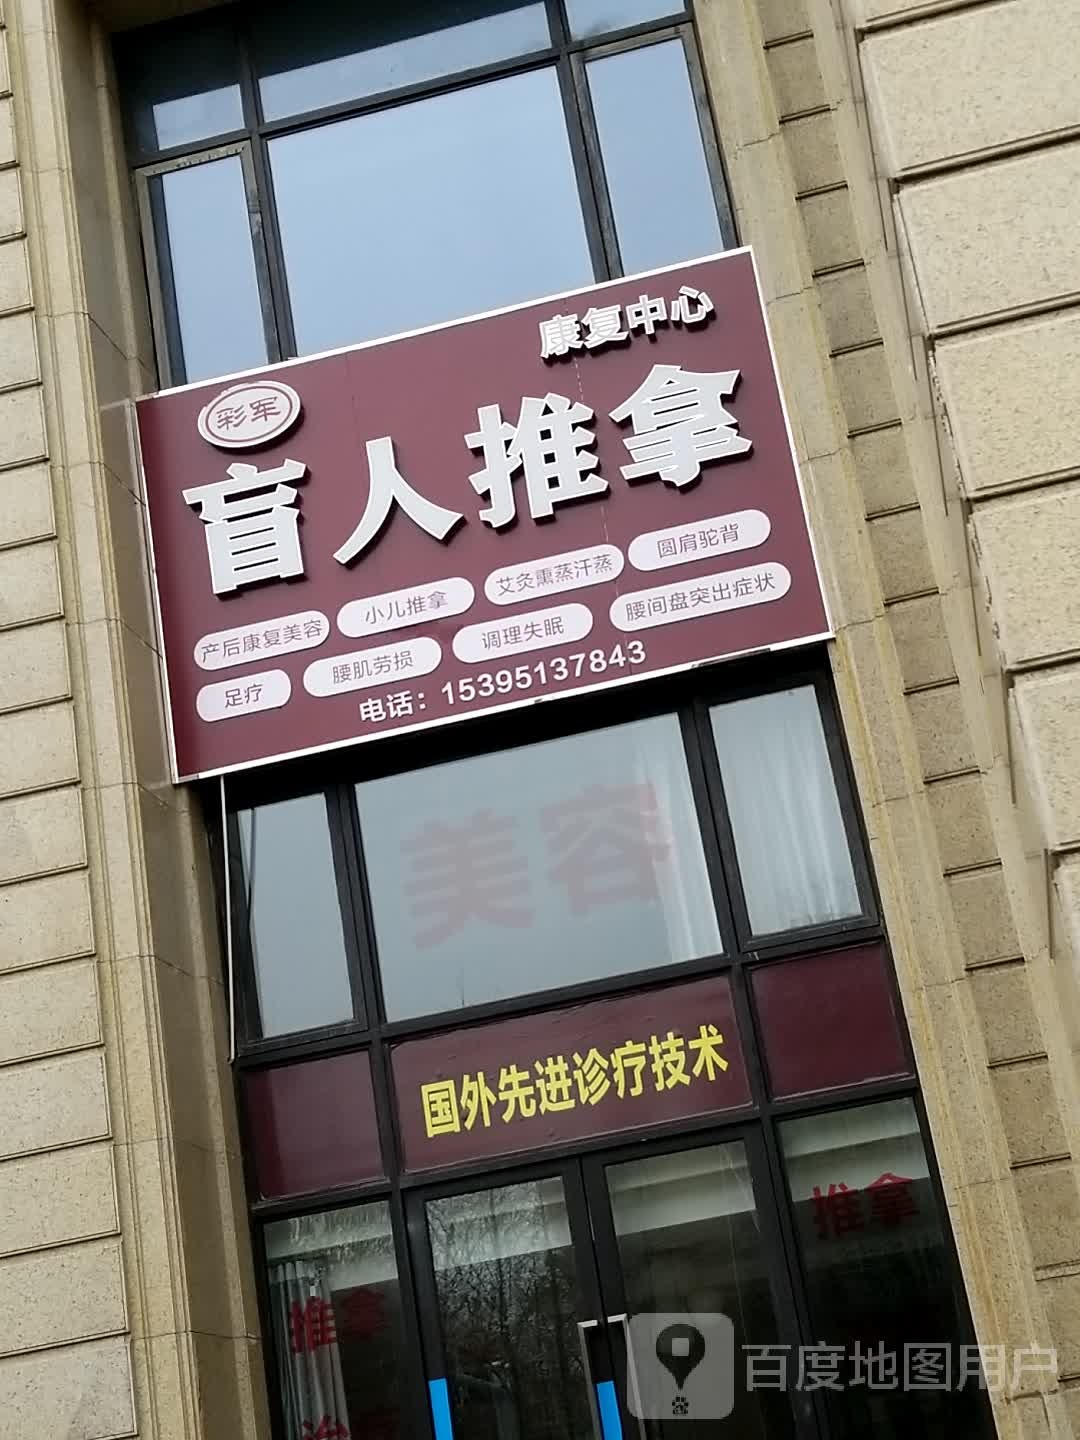 康复中心
彩军
盲人推拿
产后康复美容 小儿推拿 艾灸熏蒸汗蒸 圆肩驼背
足疗 腰肌劳损 调理失眠 腰间盘突出症状
电话：15395137843
美容
国外先进诊疗技术
推拿
推拿
百度地图用户